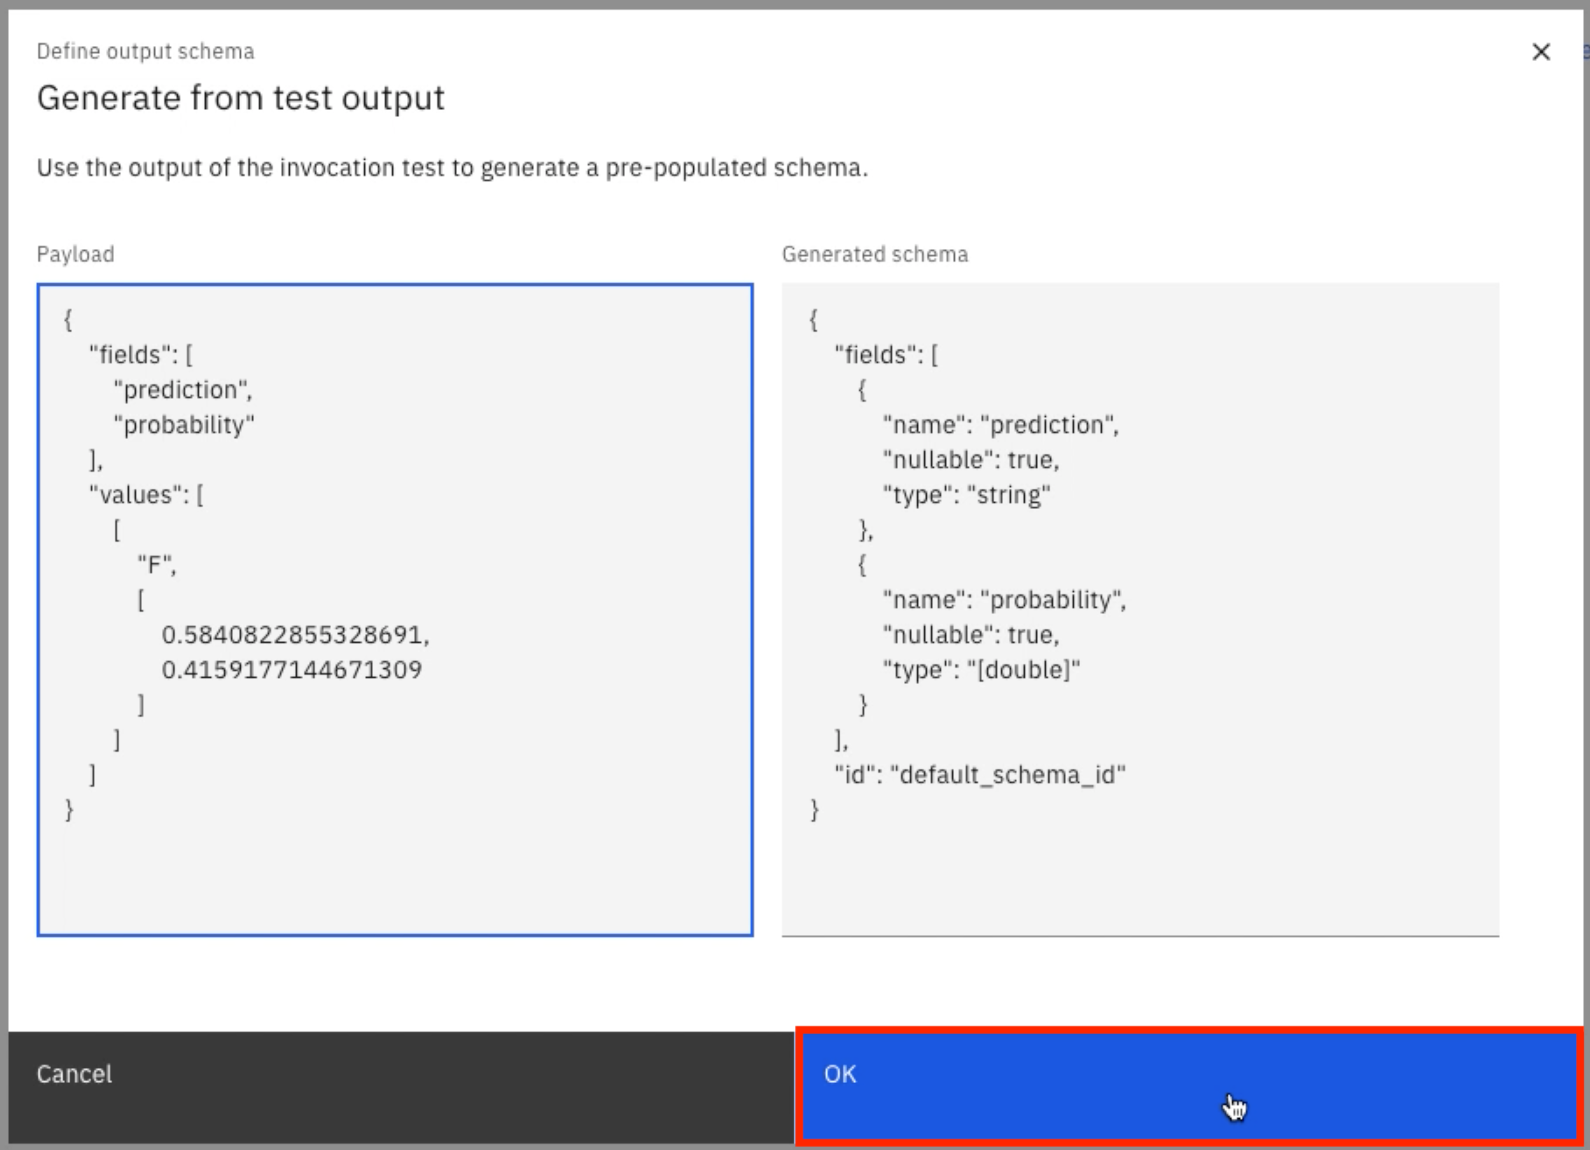 Define output schema
Generate from test output
Use the output of the invocation test to generate a pre-populated schema.
Payload
{
"fields": [
"prediction",
"probability"
],
"values": [
[
"F",
[
0.5840822855328691,
0.4159177144671309
]
]
]
}
Generated schema
{
"fields": [
{
"name": "prediction",
"nullable": true,
"type": "string"
},
{
"name": "probability",
"nullable": true,
"type": "[double]"
}
],
"id": "default_schema_id"
}
Cancel
OK